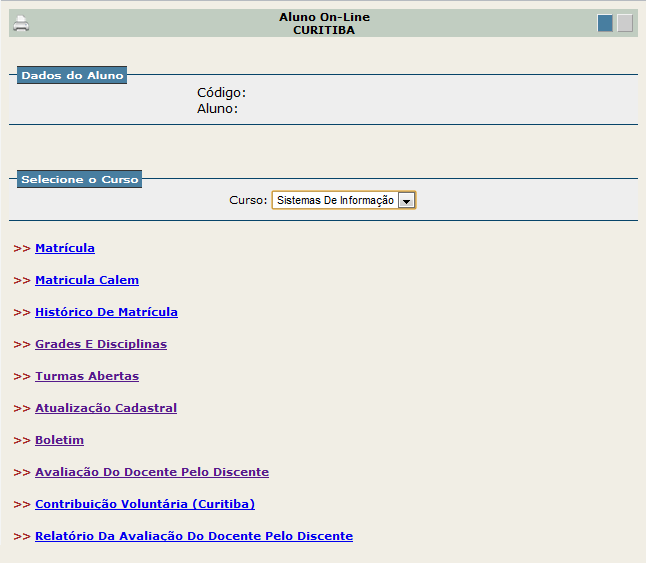 Aluno On-Line
CURITIBA
Dados do Aluno
Código:
Aluno:
Selecione o Curso
Curso: Sistemas De Informação
>> Matrícula
>> Matricula Calem
>> Histórico De Matrícula
>> Grades E Disciplinas
>> Turmas Abertas
>> Atualização Cadastral
>> Boletim
>> Avaliação Do Docente Pelo Discente
>> Contribuição Voluntária (Curitiba)
>> Relatório Da Avaliação Do Docente Pelo Discente